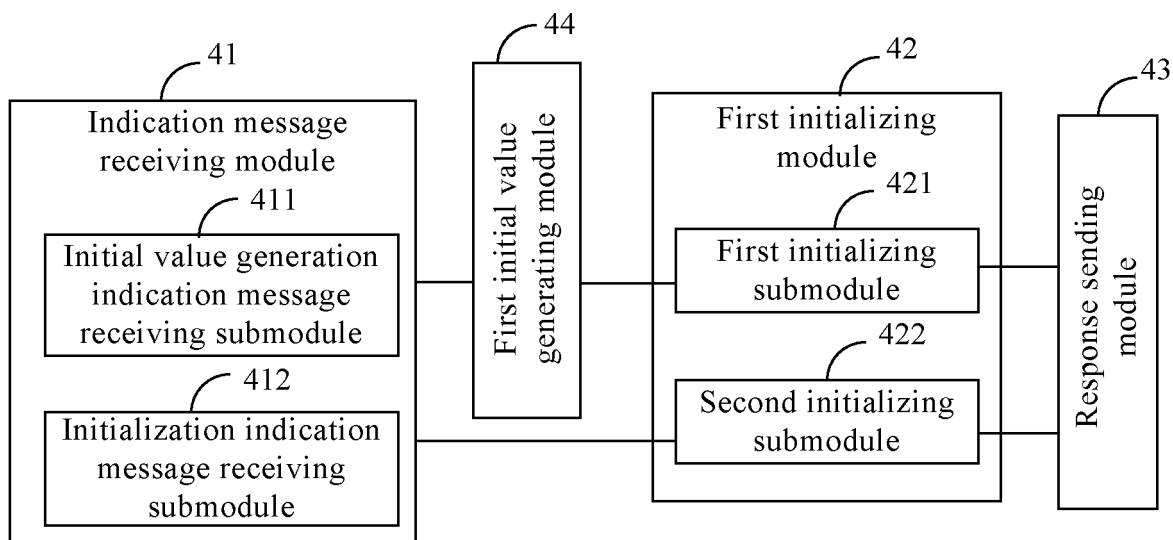 41
Indication message
receiving module
411
Initial value generation
indication message
receiving submodule
412
Initialization indication
message receiving
submodule
44
First initial value
generating module
42
First initializing
module
421
First initializing
submodule
422
Second initializing
submodule
43
Response sending
module